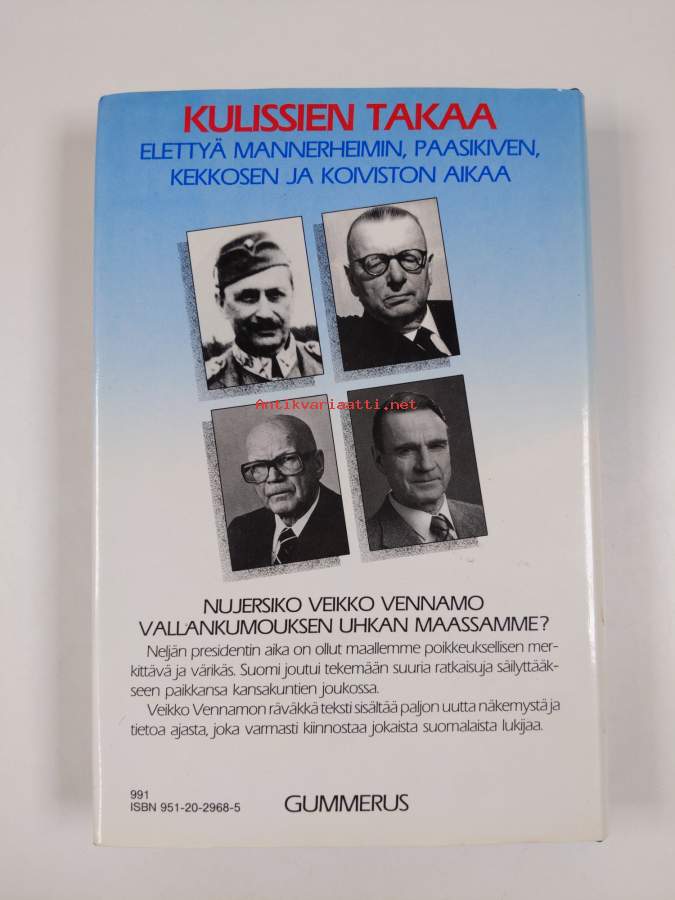 KULISSIEN TAKAA
ELETTYÄ MANNERHEIMIN, PAASIKIVEN,
KEKKOSEN JA KOIVISTON AIKAA
Antikvariaatti.net
NUJERSIKO VEIKKO VENNAMO
VALLANKUMOUKSEN UHKAN MAASSAMME?
Neljän presidentin aika on ollut maallemme poikkeuksellisen mer-
kittävä ja värikäs. Suomi joutui tekemään suuria ratkaisuja säilyttääk-
seen paikkansa kansakuntien joukossa.
Veikko Vennamon räväkkä teksti sisältää paljon uutta näkemystä ja
tietoa ajasta, joka varmasti kiinnostaa jokaista suomalaista lukijaa.
991
ISBN 951-20-2968-5
GUMMERUS